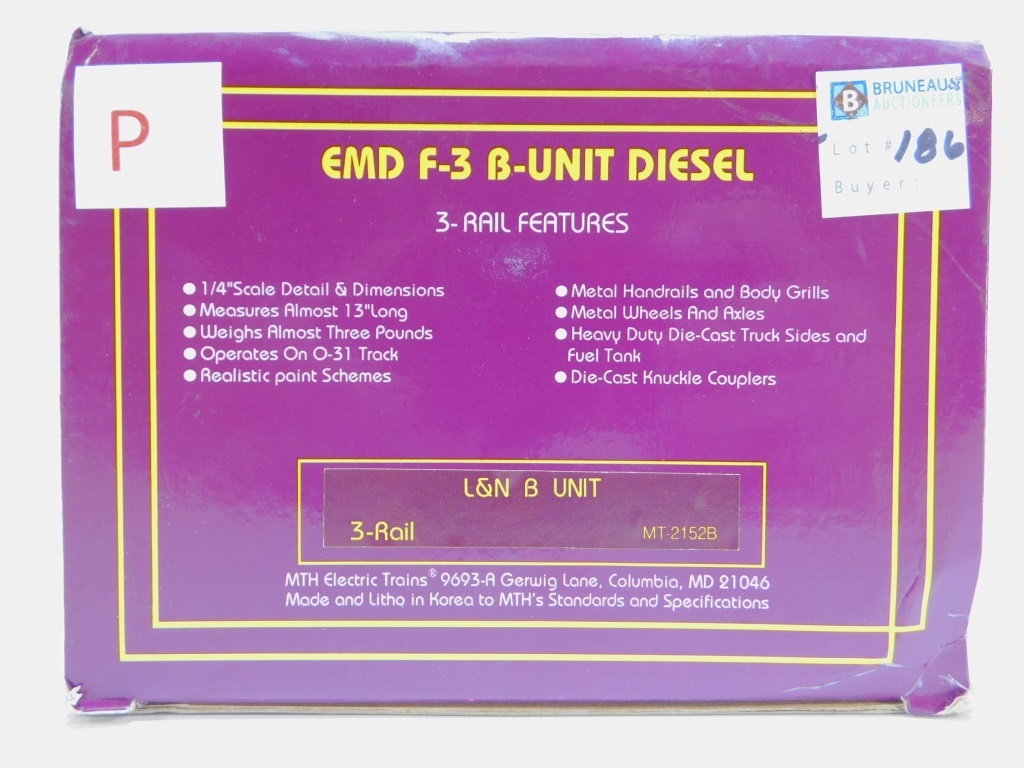 P
B BRUNEAU &
AUCTIONEERS
Lot # 186
Buyer:
EMD F-3 B-UNIT DIESEL
3-RAIL FEATURES
● 1/4"Scale Detail & Dimensions
● Measures Almost 13"Long
● Weighs Almost Three Pounds
● Operates On O-31 Track
● Realistic paint Schemes
● Metal Handrails and Body Grills
● Metal Wheels And Axles
● Heavy Duty Die-Cast Truck Sides and
Fuel Tank
● Die-Cast Knuckle Couplers
L&N B UNIT
3-Rail MT-2152B
MTH Electric Trains® 9693-A Gerwig Lane, Columbia, MD 21046
Made and Litho in Korea to MTH's Standards and Specifications